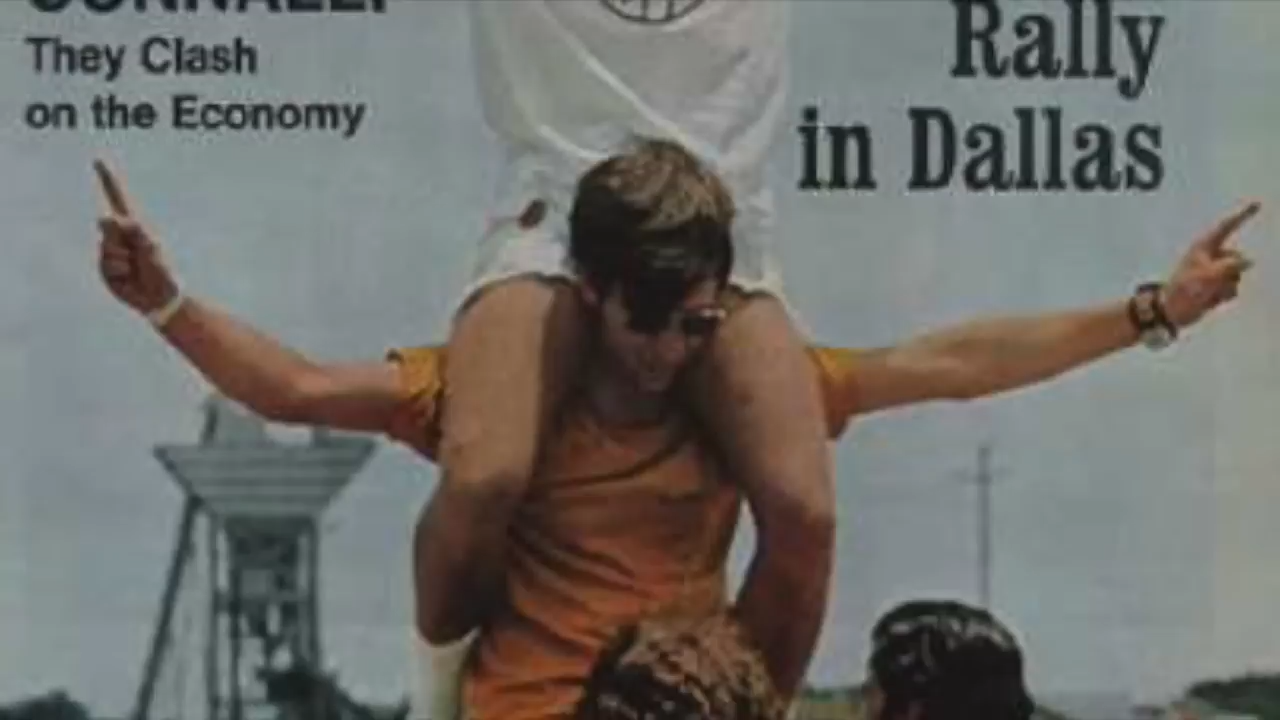 They Clash
on the Economy
Rally
in Dallas